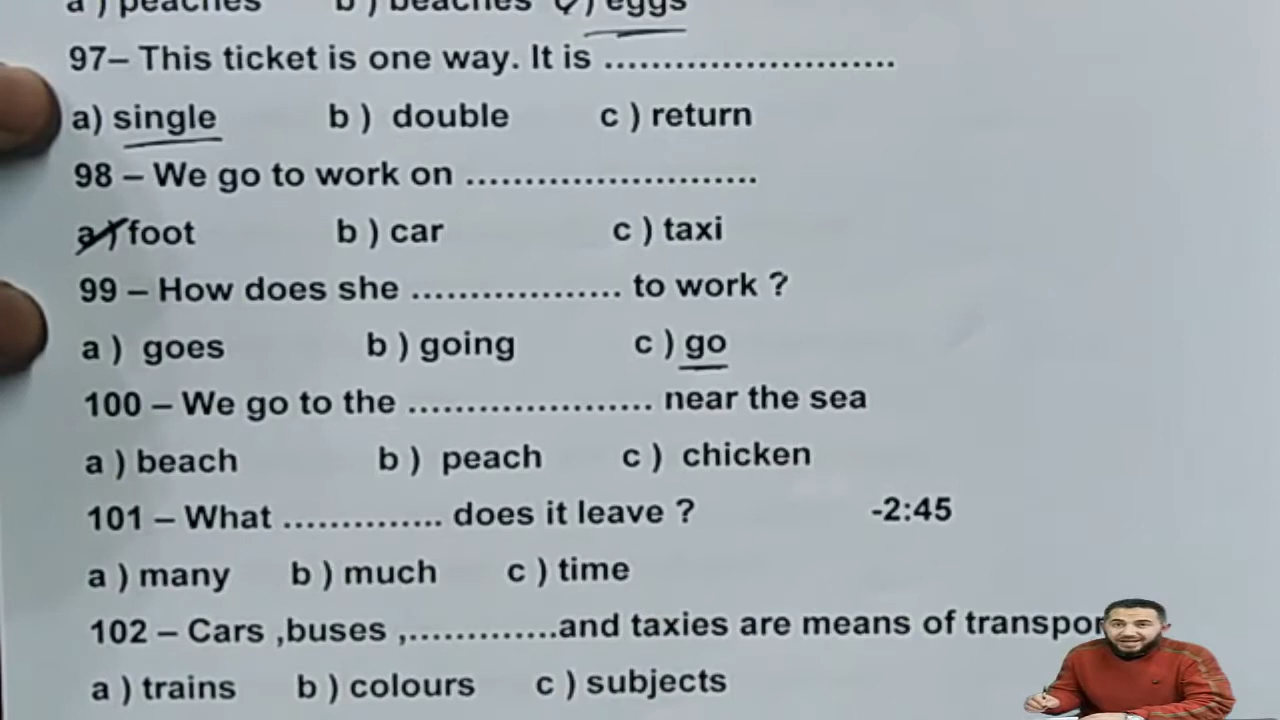 a ) peaches b ) beaches c ) eggs
97– This ticket is one way. It is ........................
a) single b ) double c ) return
98 – We go to work on ........................
a ) foot b ) car c ) taxi
99 – How does she .................. to work ?
a ) goes b ) going c ) go
100 – We go to the ..................... near the sea
a ) beach b ) peach c ) chicken
101 – What .............. does it leave ? -2:45
a ) many b ) much c ) time
102 – Cars ,buses ,.............and taxies are means of transpor
a ) trains b ) colours c ) subjects